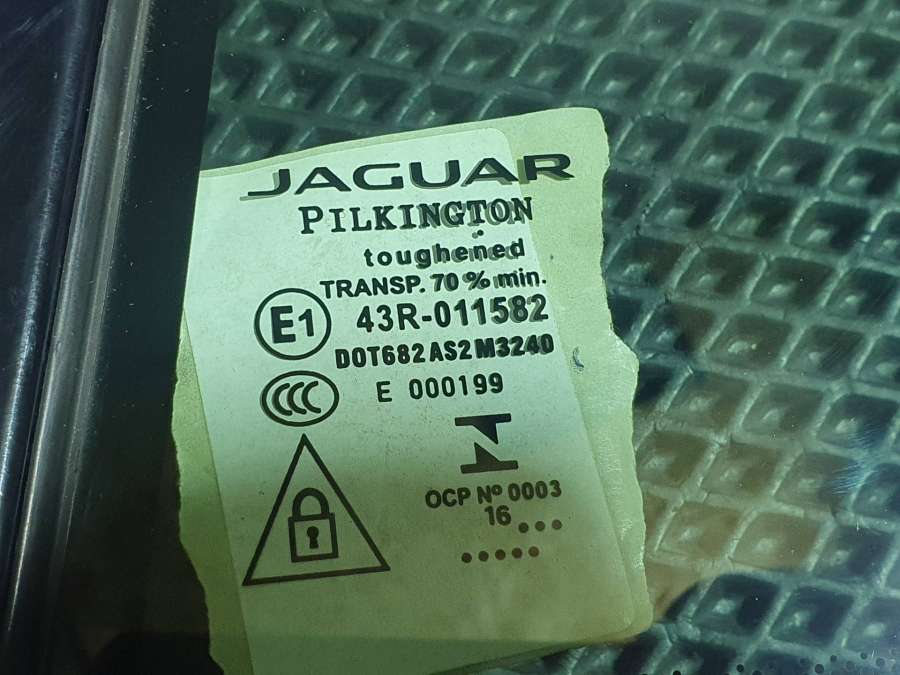 JAGUAR
PILKINGTON
toughened
TRANSP. 70 % min.
E1 43R-011582
DOT682 AS2 M3240
CCC E 000199
OCP Nº 0003
16 •••
•••••